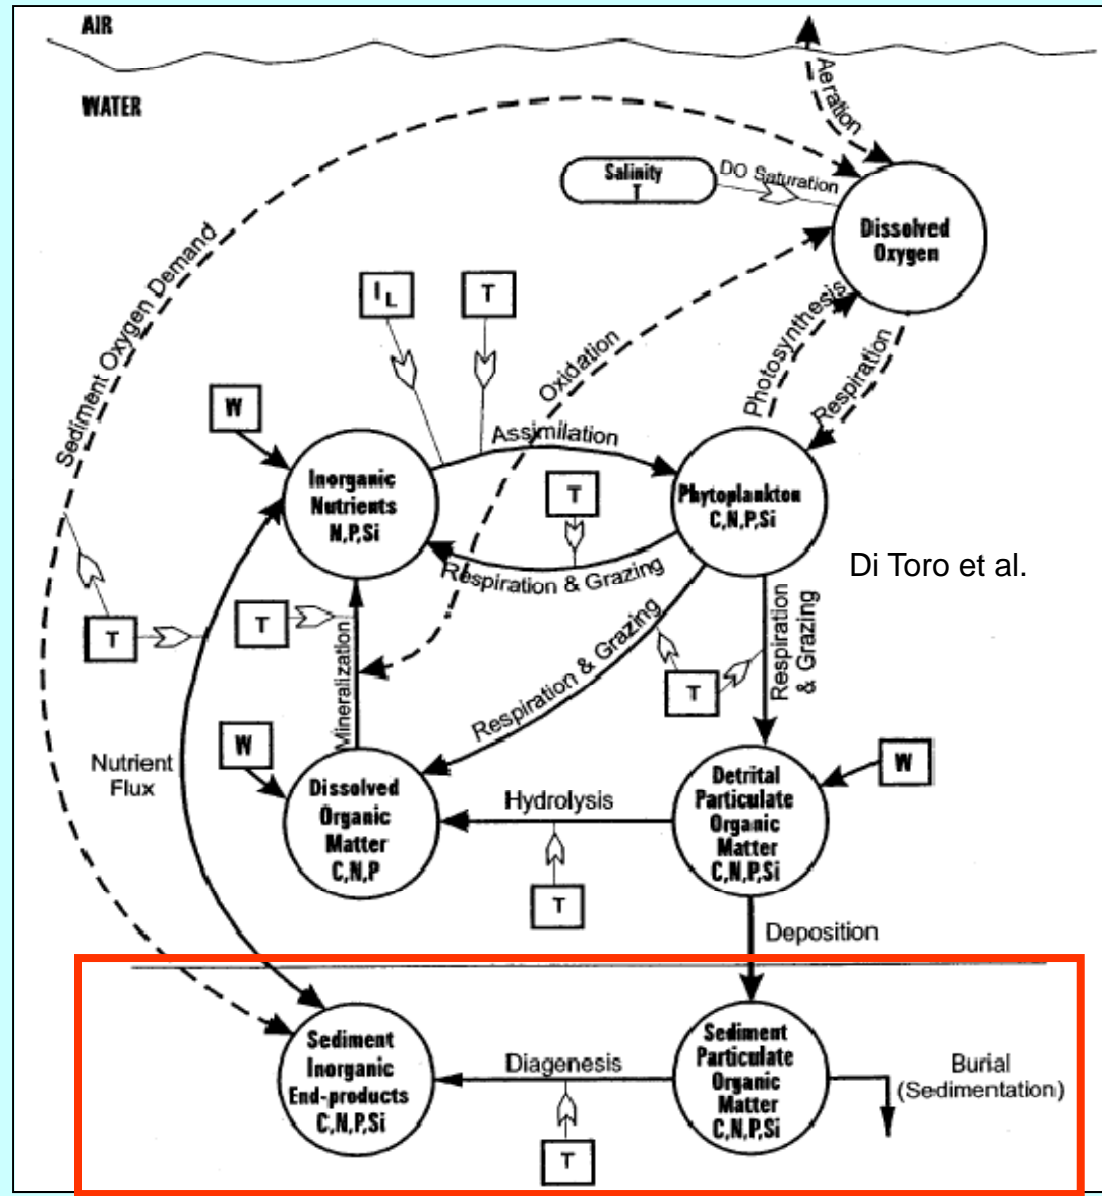 AIR
WATER
Aeration
Salinity
T
DO Saturation
Dissolved
Oxygen
Sediment Oxygen Demand
I L
T
Oxidation
Photosynthesis
Respiration
W
Assimilation
Inorganic
Nutrients
N,P,Si
T
Phytoplankton
C,N,P,Si
Respiration & Grazing
Di Toro et al.
T
T
Mineralization
Respiration & Grazing
T
Respiration
& Grazing
Nutrient
Flux
W
Dissolved
Organic
Matter
C,N,P
Hydrolysis
T
Detrital
Particulate
Organic
Matter
C,N,P,Si
W
Deposition
Sediment
Inorganic
End-products
C,N,P,Si
Diagenesis
T
Sediment
Particulate
Organic
Matter
C,N,P,Si
Burial
(Sedimentation)